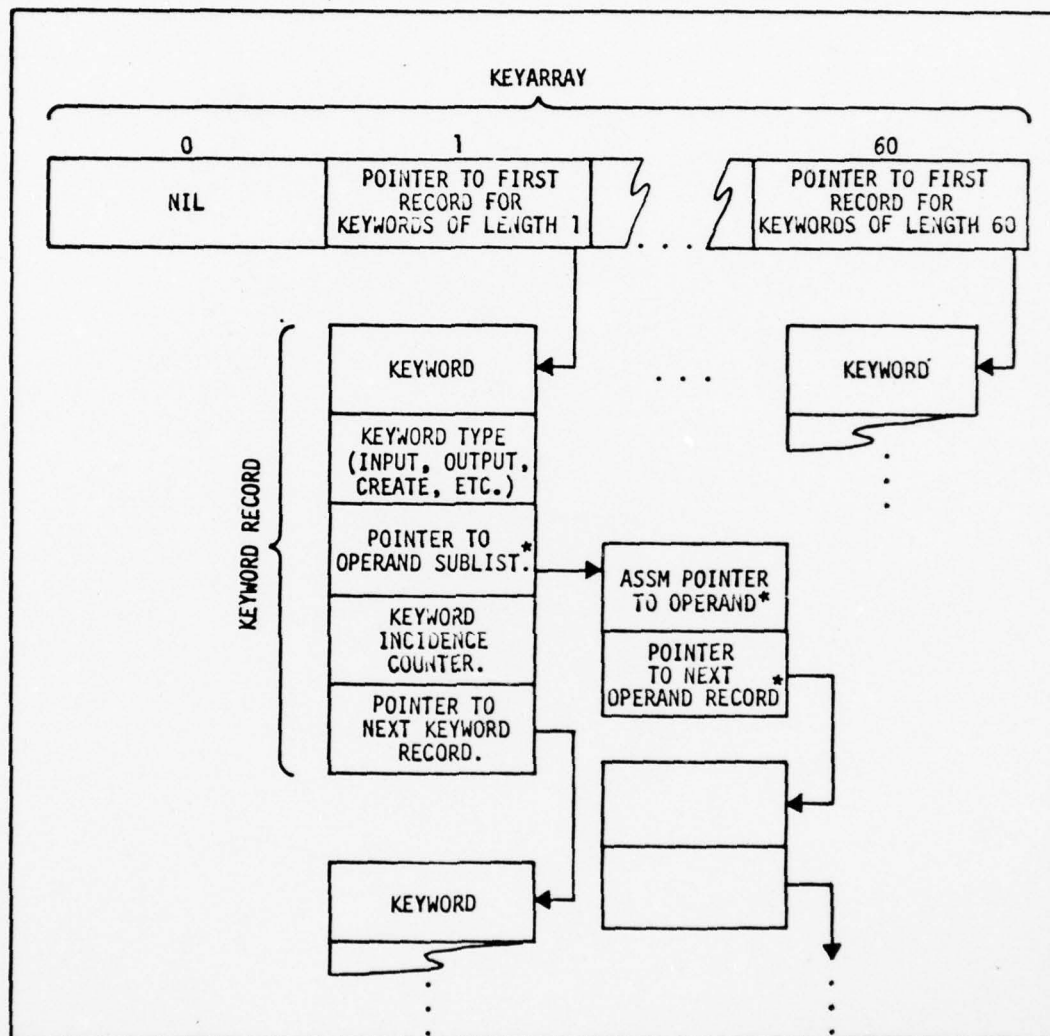 KEYARRAY
0 1 60
NIL
POINTER TO FIRST
RECORD FOR
KEYWORDS OF LENGTH 1
. . . .
POINTER TO FIRST
RECORD FOR
KEYWORDS OF LENGTH 60
KEYWORD RECORD
KEYWORD
KEYWORD TYPE
(INPUT, OUTPUT,
CREATE, ETC.)
POINTER TO
OPERAND SUBLIST.*
KEYWORD
INCIDENCE
COUNTER.
POINTER TO
NEXT KEYWORD
RECORD.
. . .
KEYWORD
ASSM POINTER
TO OPERAND*
POINTER
TO NEXT
OPERAND RECORD*
KEYWORD